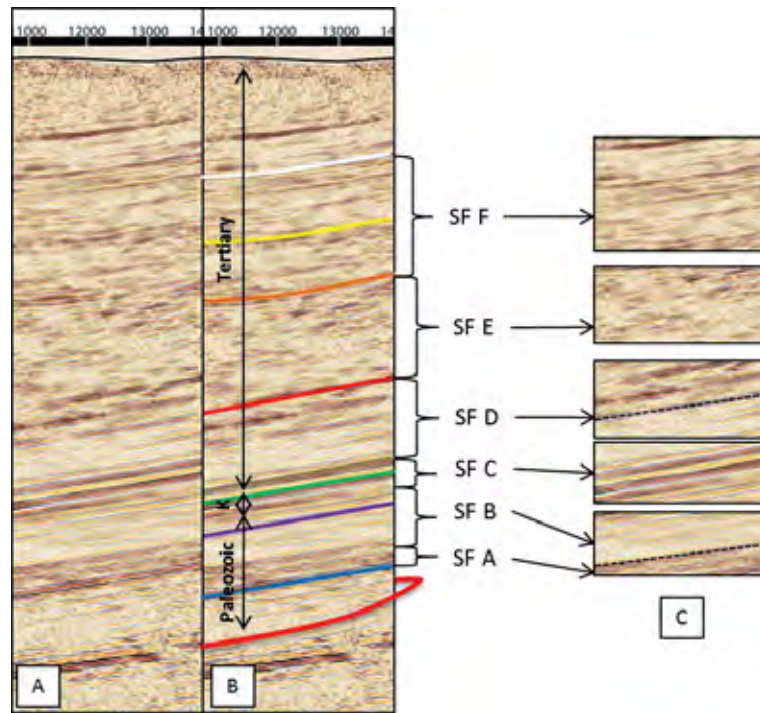 1000 12000 13000 14 1000 12000 13000 14
Tertiary
K
Paleozoic
SF F
SF E
SF D
SF C
SF B
SF A
A
B
C